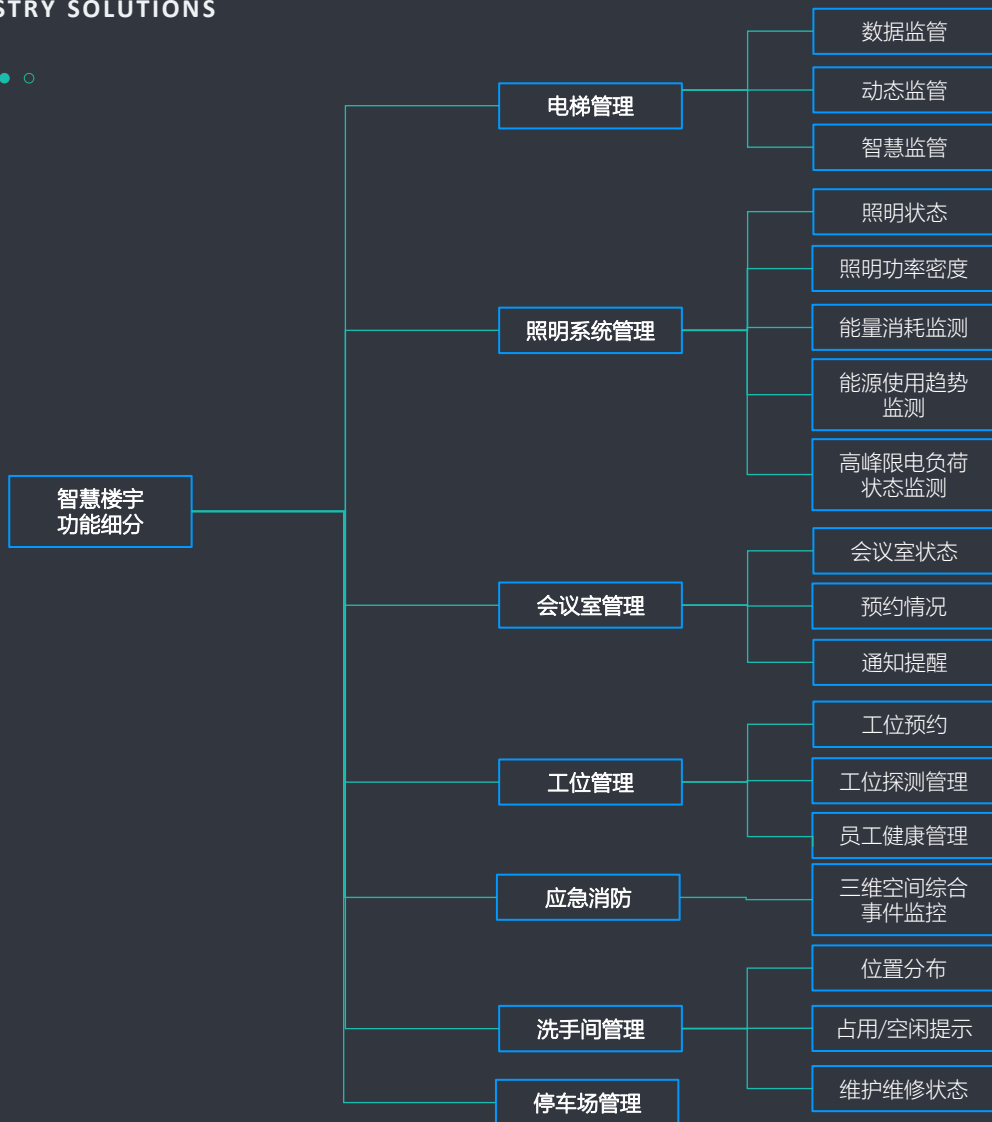 STRY SOLUTIONS
智慧楼宇
功能细分
电梯管理
数据监管
动态监管
智慧监管
照明系统管理
照明状态
照明功率密度
能量消耗监测
能源使用趋势
监测
高峰限电负荷
状态监测
会议室管理
会议室状态
预约情况
通知提醒
工位管理
工位预约
工位探测管理
员工健康管理
应急消防
三维空间综合
事件监控
洗手间管理
位置分布
占用/空闲提示
维护维修状态
停车场管理